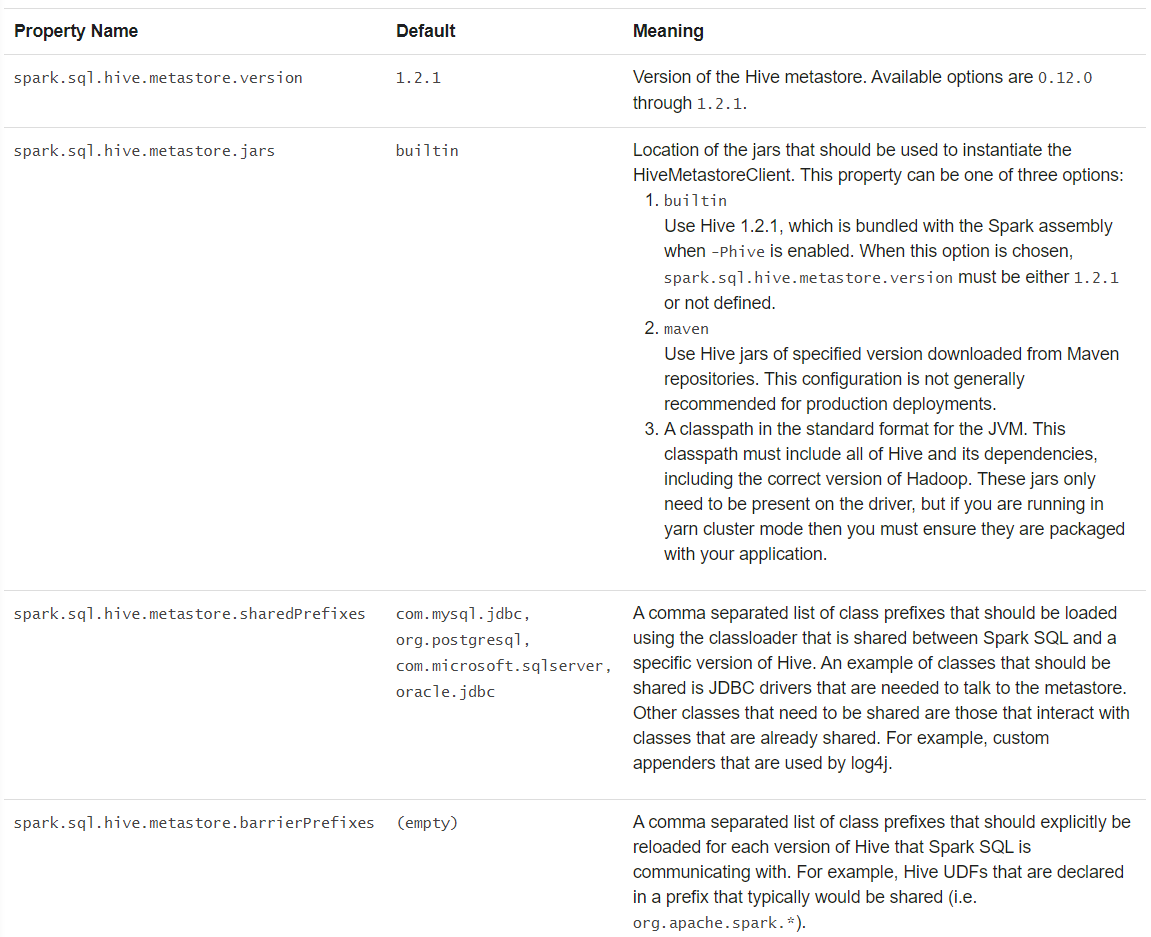 Property Name Default Meaning
spark.sql.hive.metastore.version 1.2.1 Version of the Hive metastore. Available options are 0.12.0
through 1.2.1.
spark.sql.hive.metastore.jars builtin Location of the jars that should be used to instantiate the
HiveMetastoreClient. This property can be one of three options:
1. builtin
Use Hive 1.2.1, which is bundled with the Spark assembly
when -Phive is enabled. When this option is chosen,
spark.sql.hive.metastore.version must be either 1.2.1
or not defined.
2. maven
Use Hive jars of specified version downloaded from Maven
repositories. This configuration is not generally
recommended for production deployments.
3. A classpath in the standard format for the JVM. This
classpath must include all of Hive and its dependencies,
including the correct version of Hadoop. These jars only
need to be present on the driver, but if you are running in
yarn cluster mode then you must ensure they are packaged
with your application.
spark.sql.hive.metastore.sharedPrefixes com.mysql.jdbc, A comma separated list of class prefixes that should be loaded
org.postgresql, using the classloader that is shared between Spark SQL and a
com.microsoft.sqlserver, specific version of Hive. An example of classes that should be
oracle.jdbc shared is JDBC drivers that are needed to talk to the metastore.
Other classes that need to be shared are those that interact with
classes that are already shared. For example, custom
appenders that are used by log4j.
spark.sql.hive.metastore.barrierPrefixes (empty) A comma separated list of class prefixes that should explicitly be
reloaded for each version of Hive that Spark SQL is
communicating with. For example, Hive UDFs that are declared
in a prefix that typically would be shared (i.e.
org.apache.spark.*).